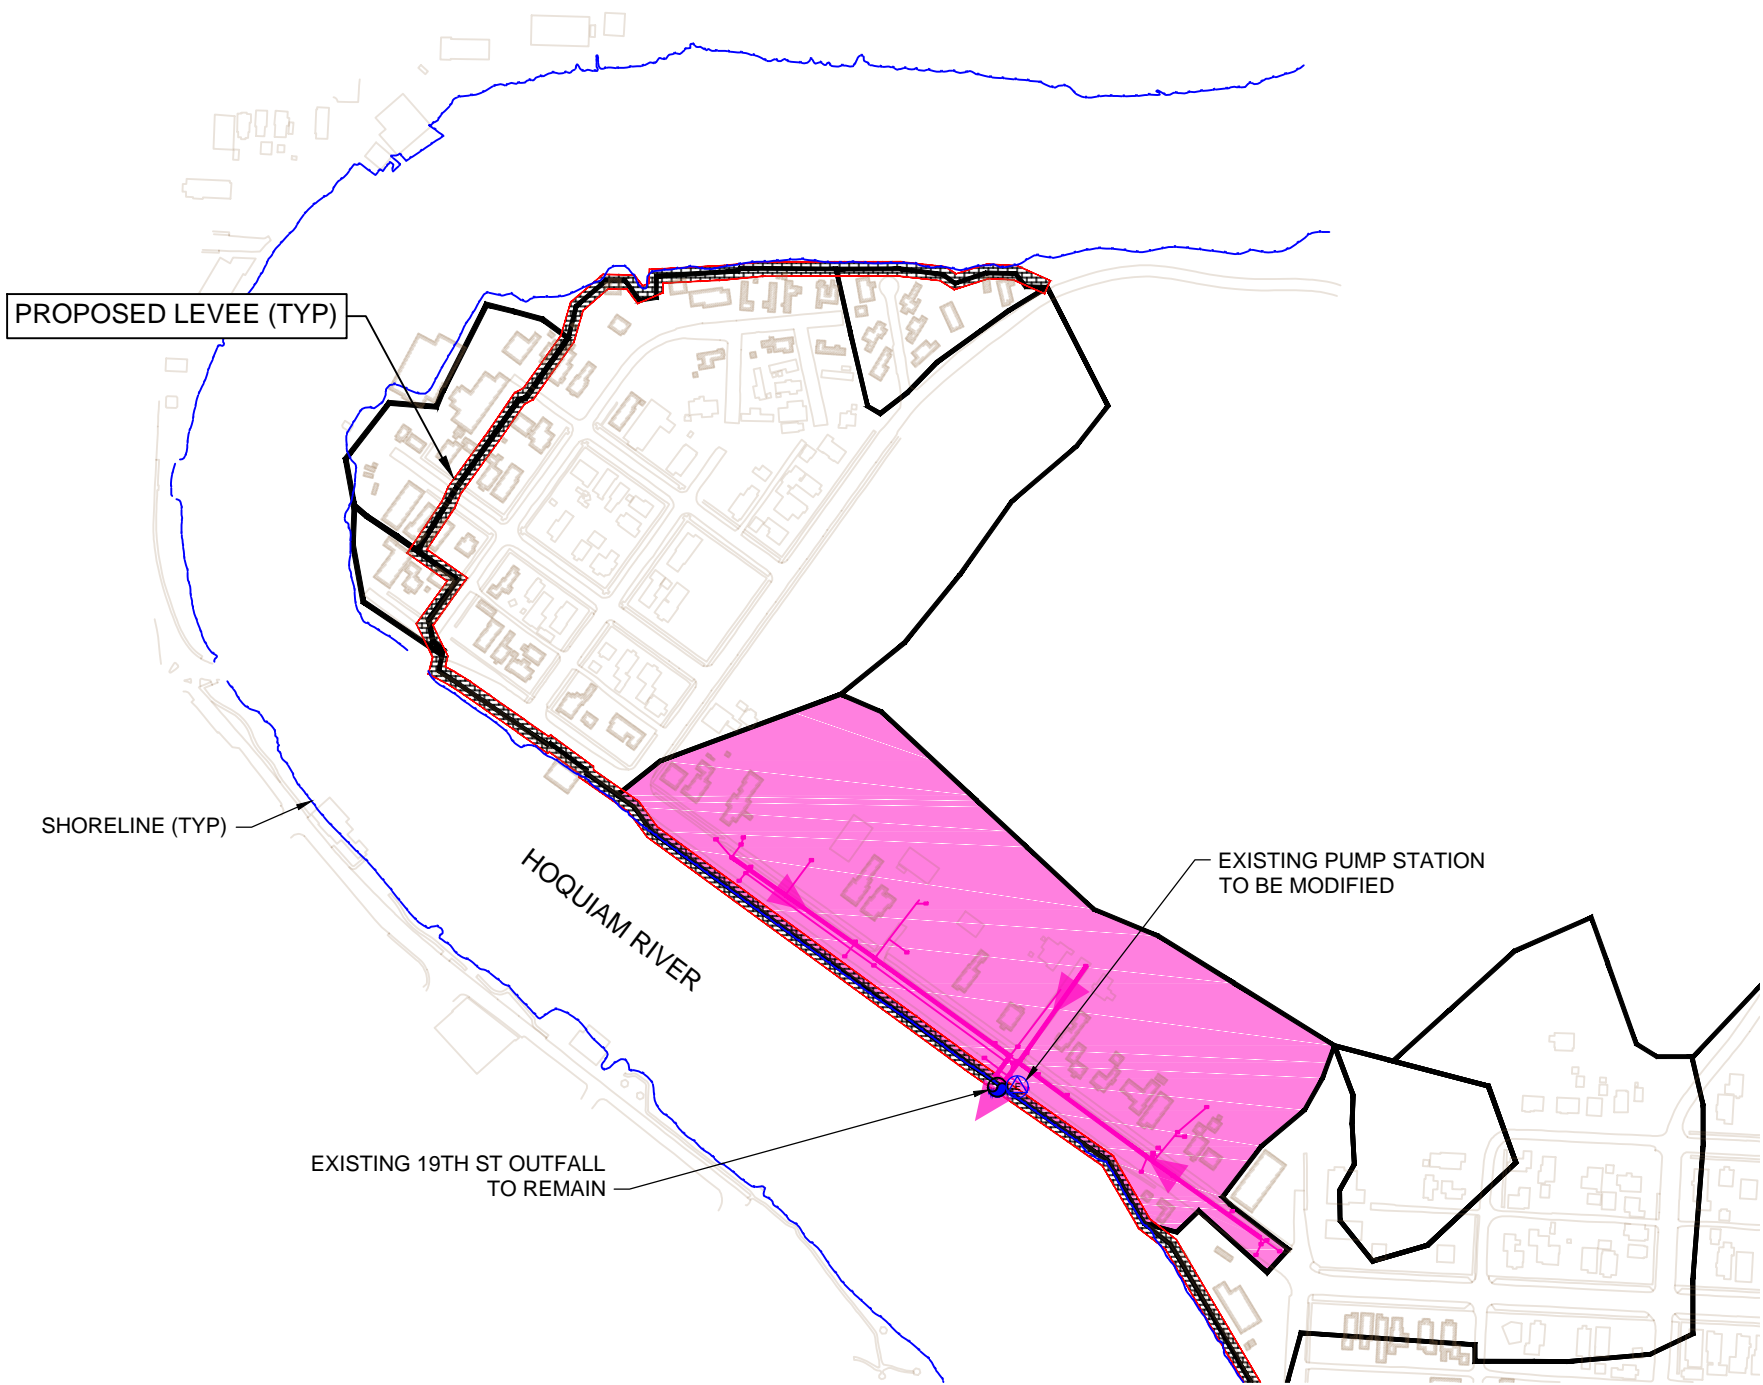 PROPOSED LEVEE (TYP)
SHORELINE (TYP)
HOQUIAM RIVER
EXISTING PUMP STATION
TO BE MODIFIED
EXISTING 19TH ST OUTFALL
TO REMAIN